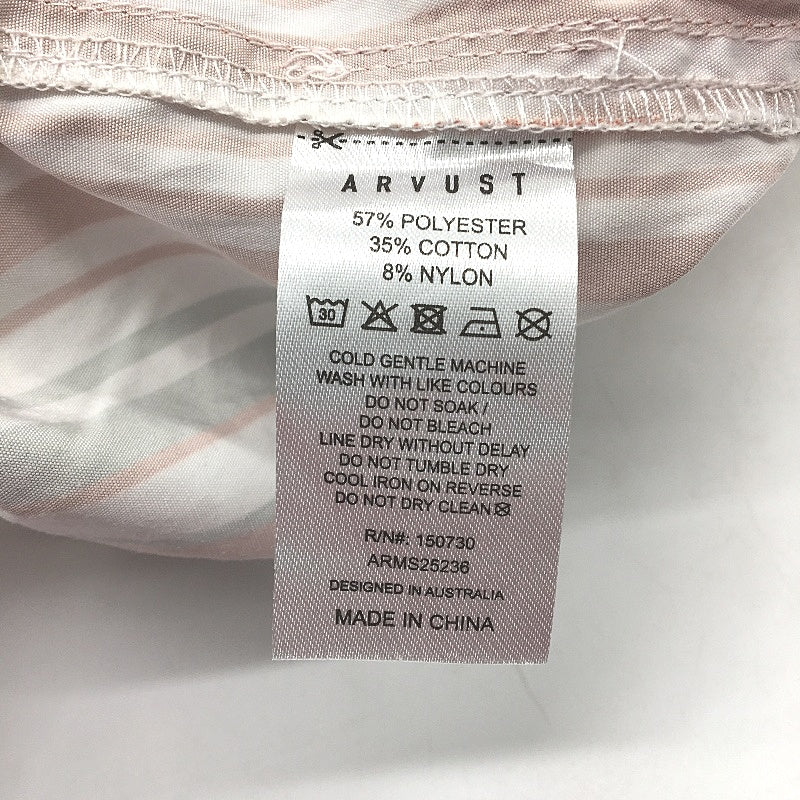 ARVUST
57% POLYESTER
35% COTTON
8% NYLON
30
COLD GENTLE MACHINE
WASH WITH LIKE COLOURS
DO NOT SOAK /
DO NOT BLEACH
LINE DRY WITHOUT DELAY
DO NOT TUMBLE DRY
COOL IRON ON REVERSE
DO NOT DRY CLEAN
R/N#: 150730
ARMS25236
DESIGNED IN AUSTRALIA
MADE IN CHINA